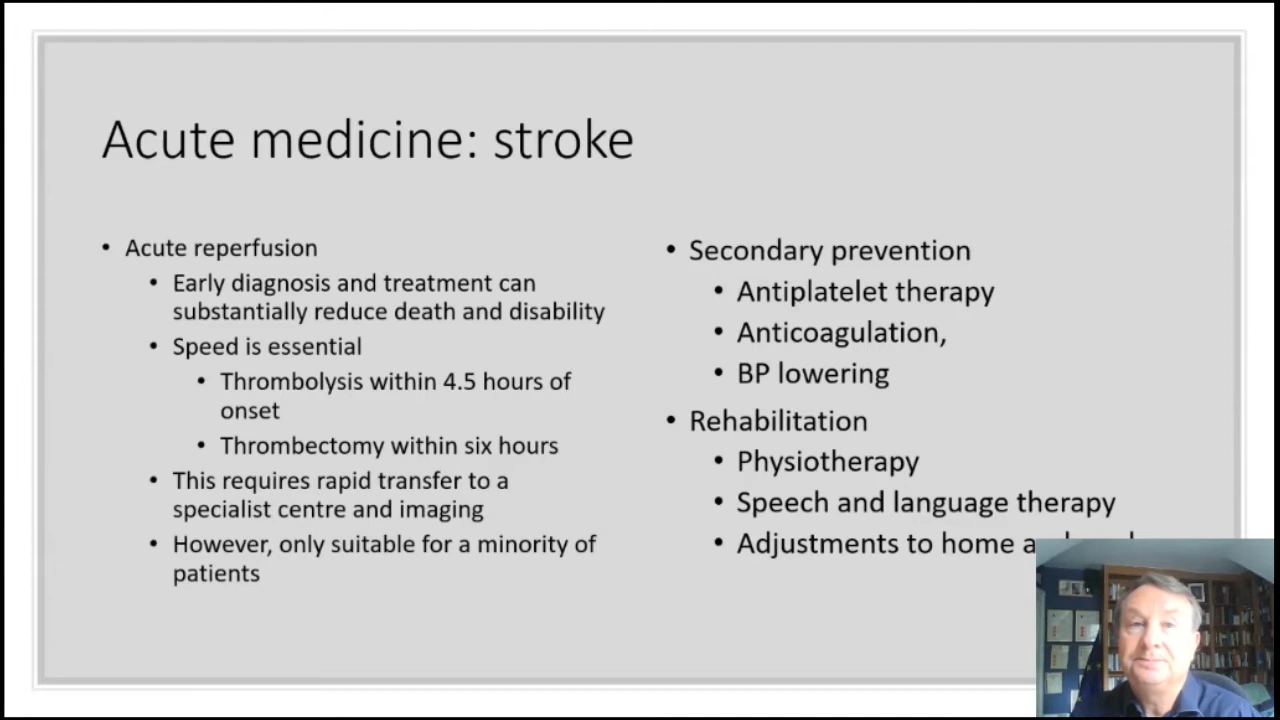 Acute medicine: stroke
• Acute reperfusion
• Early diagnosis and treatment can
substantially reduce death and disability
• Speed is essential
• Thrombolysis within 4.5 hours of
onset
• Thrombectomy within six hours
• This requires rapid transfer to a
specialist centre and imaging
• However, only suitable for a minority of
patients
• Secondary prevention
• Antiplatelet therapy
• Anticoagulation,
• BP lowering
• Rehabilitation
• Physiotherapy
• Speech and language therapy
• Adjustments to home